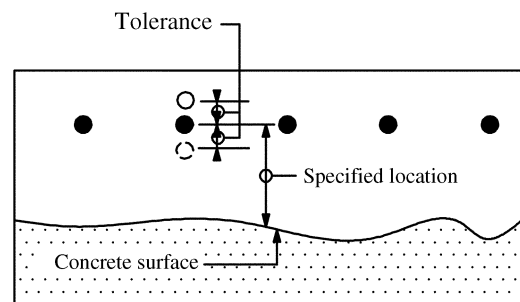 Tolerance
Specified location
Concrete surface